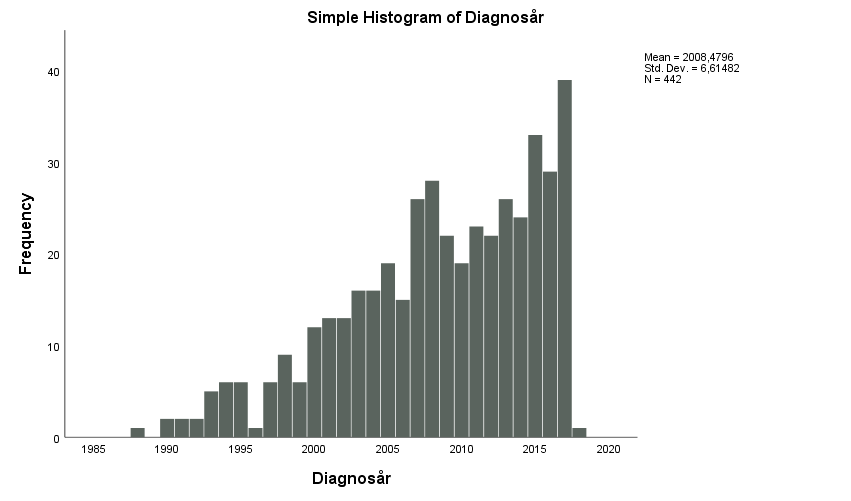 Simple Histogram of Diagnosår
Mean = 2008,4796
Std. Dev. = 6,61482
N = 442
Frequency
40
30
20
10
0
1985 1990 1995 2000 2005 2010 2015 2020
Diagnosår